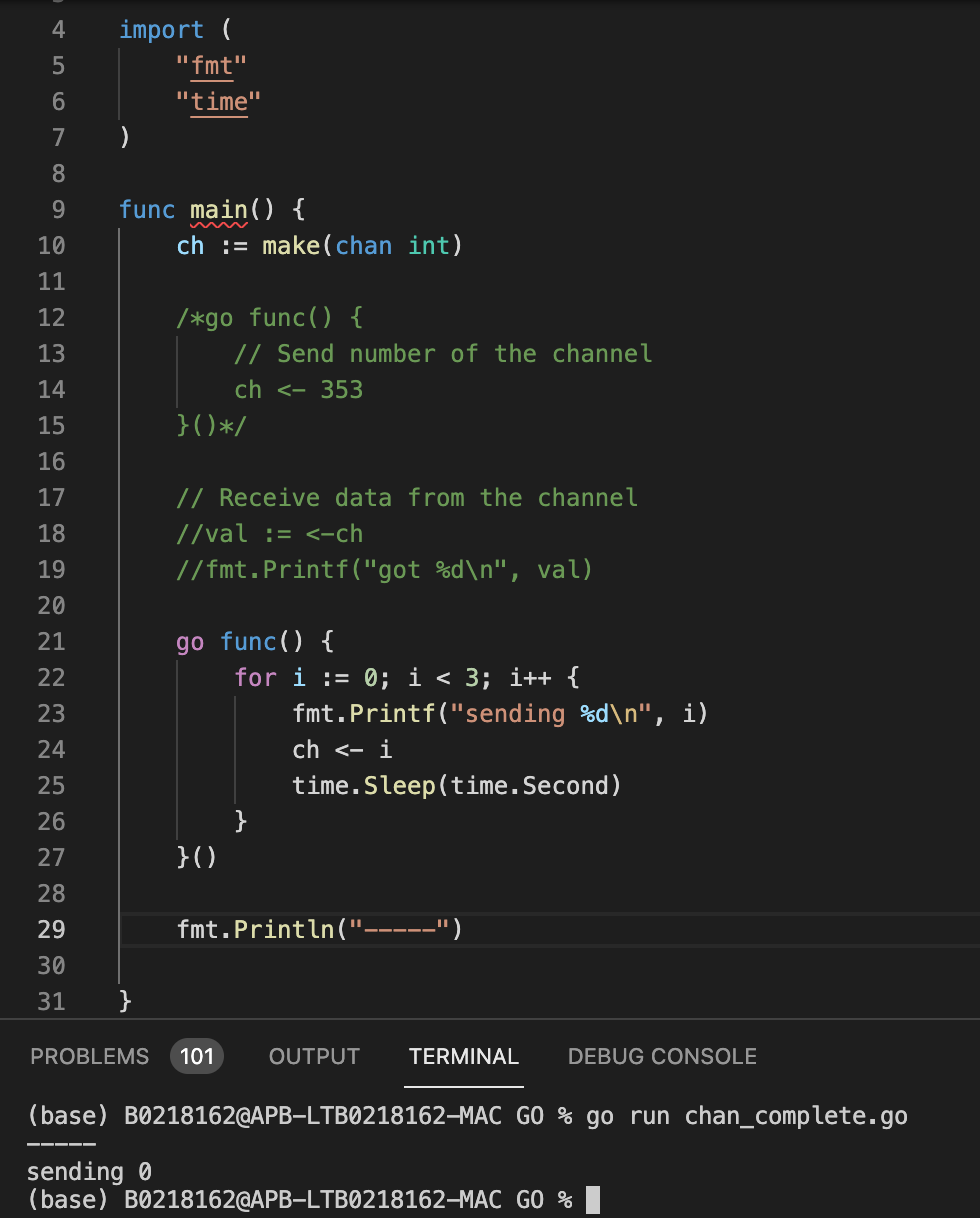 4 import (
5 "fmt"
6 "time"
7 )
8
9 func main() {
10 ch := make(chan int)
11
12 /*go func() {
13 // Send number of the channel
14 ch <- 353
15 }()*/
16
17 // Receive data from the channel
18 //val := <-ch
19 //fmt.Printf("got %d\n", val)
20
21 go func() {
22 for i := 0; i < 3; i++ {
23 fmt.Printf("sending %d\n", i)
24 ch <- i
25 time.Sleep(time.Second)
26 }
27 }()
28
29 fmt.Println("-----")
30
31 }
PROBLEMS 101 OUTPUT TERMINAL DEBUG CONSOLE
(base) B0218162@APB-LTB0218162-MAC GO % go run chan_complete.go
-----
sending 0
(base) B0218162@APB-LTB0218162-MAC GO %